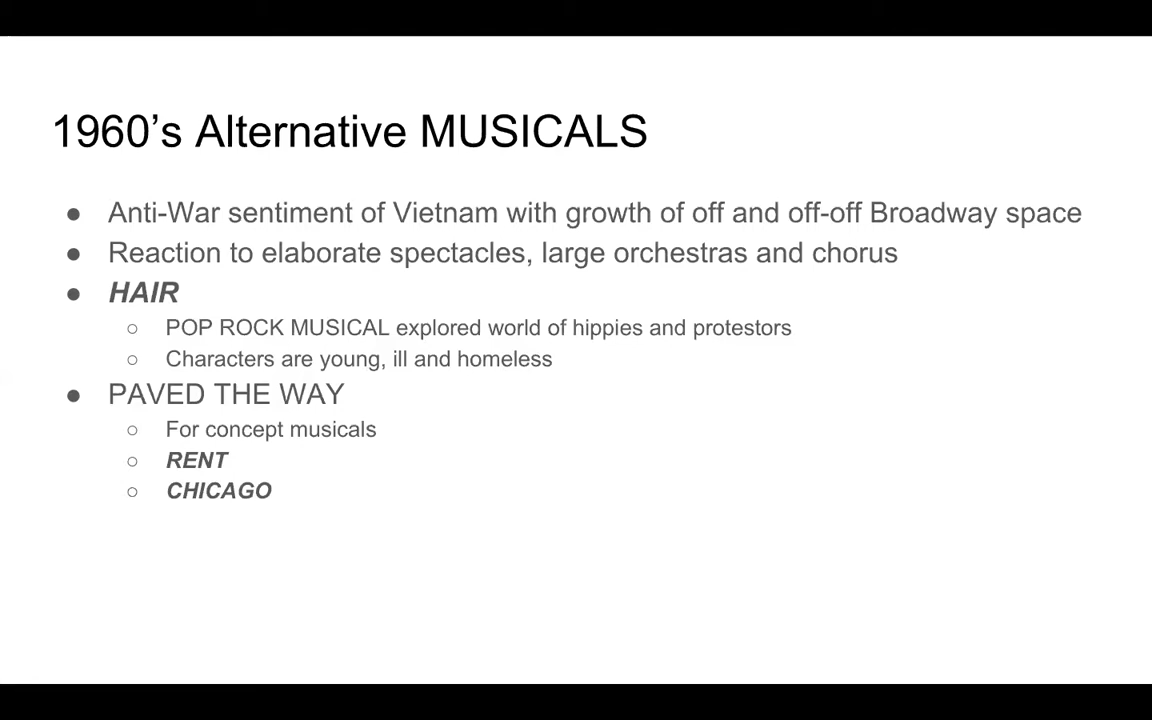 1960’s Alternative MUSICALS
● Anti-War sentiment of Vietnam with growth of off and off-off Broadway space
● Reaction to elaborate spectacles, large orchestras and chorus
● HAIR
○ POP ROCK MUSICAL explored world of hippies and protestors
○ Characters are young, ill and homeless
● PAVED THE WAY
○ For concept musicals
○ RENT
○ CHICAGO